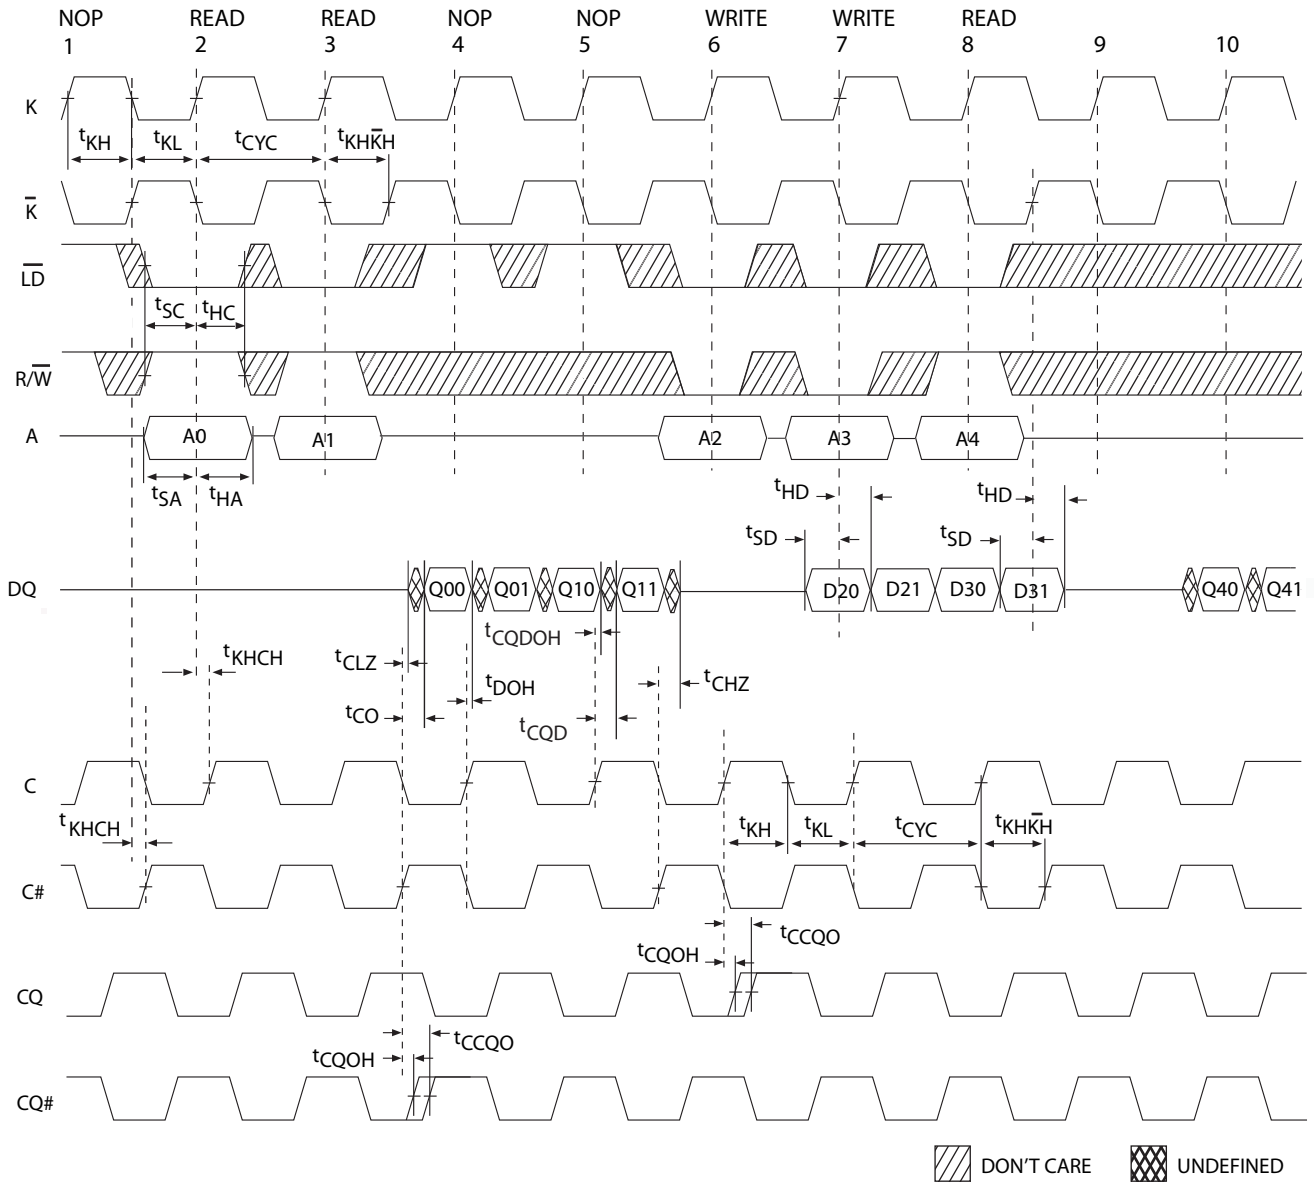 NOP READ READ NOP NOP WRITE WRITE READ
1 2 3 4 5 6 7 8 9 10
K
tKH tKL tCYC tKHK̅H
K̅
L̅D̅
tSC tHC
R/W̅
A A0 A1 A2 A3 A4
tSA tHA tHD tHD
tSD tSD
DQ Q00 Q01 Q10 Q11 D20 D21 D30 D31 Q40 Q41
tCQDOH
tKHCH tCLZ tDOH tCHZ
tCO tCQD
C
tKHCH tKH tKL tCYC tKHK̅H
C#
tCCQO
tCQOH
CQ
tCCQO
tCQOH
CQ#
DON'T CARE UNDEFINED